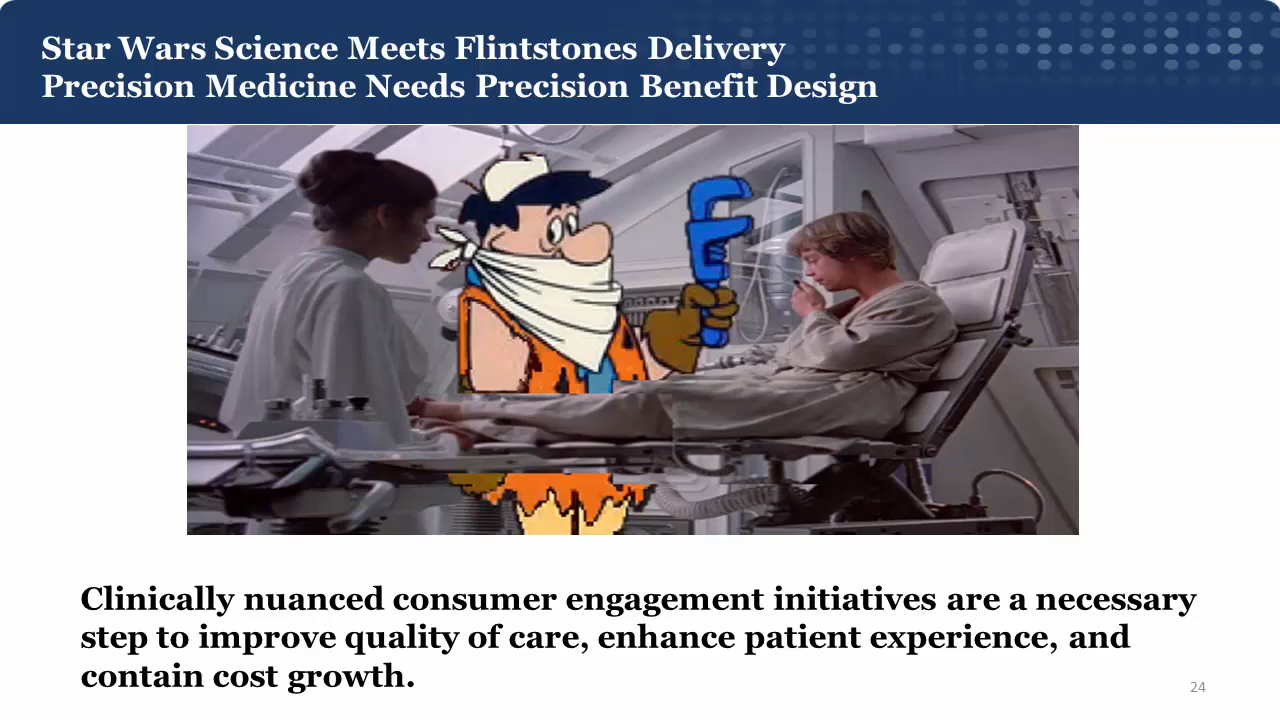 Star Wars Science Meets Flintstones Delivery
Precision Medicine Needs Precision Benefit Design
Clinically nuanced consumer engagement initiatives are a necessary
step to improve quality of care, enhance patient experience, and
contain cost growth.
24